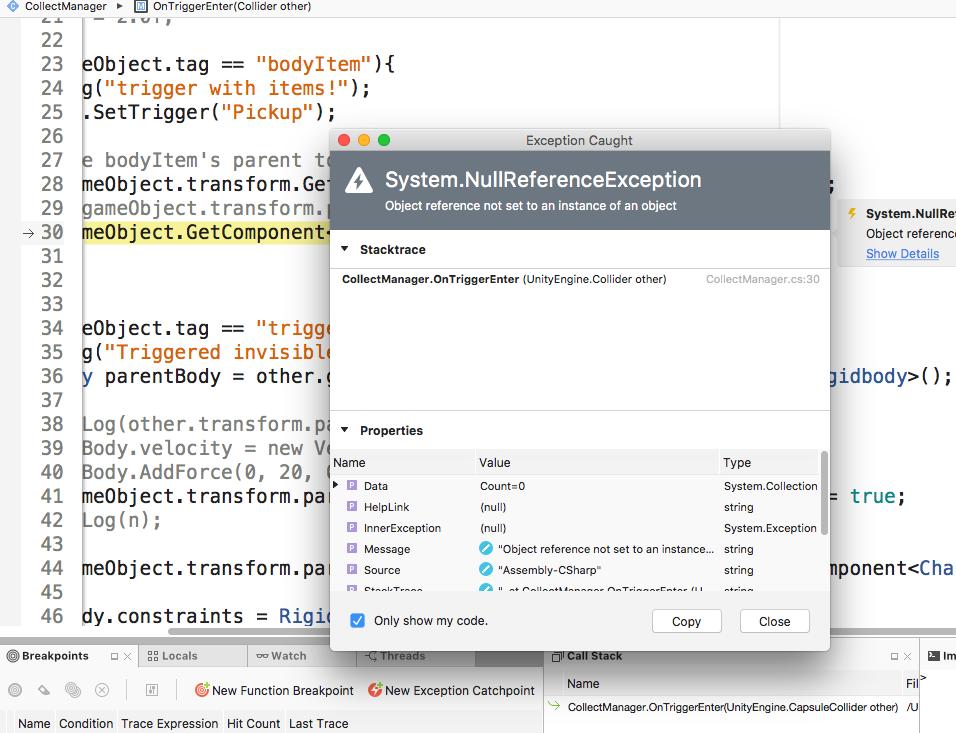 CollectManager ▶ OnTriggerEnter(Collider other)
21 = 2.0f;
22
23 eObject.tag == "bodyItem"){
24 g("trigger with items!");
25 .SetTrigger("Pickup");
26
27 e bodyItem's parent to
28 meObject.transform.Get ;
29 gameObject.transform.p
30 meObject.GetComponent<
31
32
33
34 eObject.tag == "trigge
35 g("Triggered invisible
36 y parentBody = other.g gidbody>();
37
38 Log(other.transform.pa
39 Body.velocity = new Ve
40 Body.AddForce(0, 20, 
41 meObject.transform.par = true;
42 Log(n);
43
44 meObject.transform.par mponent<Cha
45
46 dy.constraints = Rigid
Exception Caught
System.NullReferenceException
Object reference not set to an instance of an object
Stacktrace
CollectManager.OnTriggerEnter (UnityEngine.Collider other) CollectManager.cs:30
Properties
Name Value Type
Data Count=0 System.Collection
HelpLink (null) string
InnerException (null) System.Exception
Message "Object reference not set to an instance... string
Source "Assembly-CSharp" string
StackTrace " at CollectManager.OnTriggerEnter (U string
Only show my code.
Copy Close
System.NullRe
Object reference
Show Details
Breakpoints Locals Watch Threads
New Function Breakpoint New Exception Catchpoint
Name Condition Trace Expression Hit Count Last Trace
Call Stack
Name Fil
CollectManager.OnTriggerEnter(UnityEngine.CapsuleCollider other) /U
Im
>